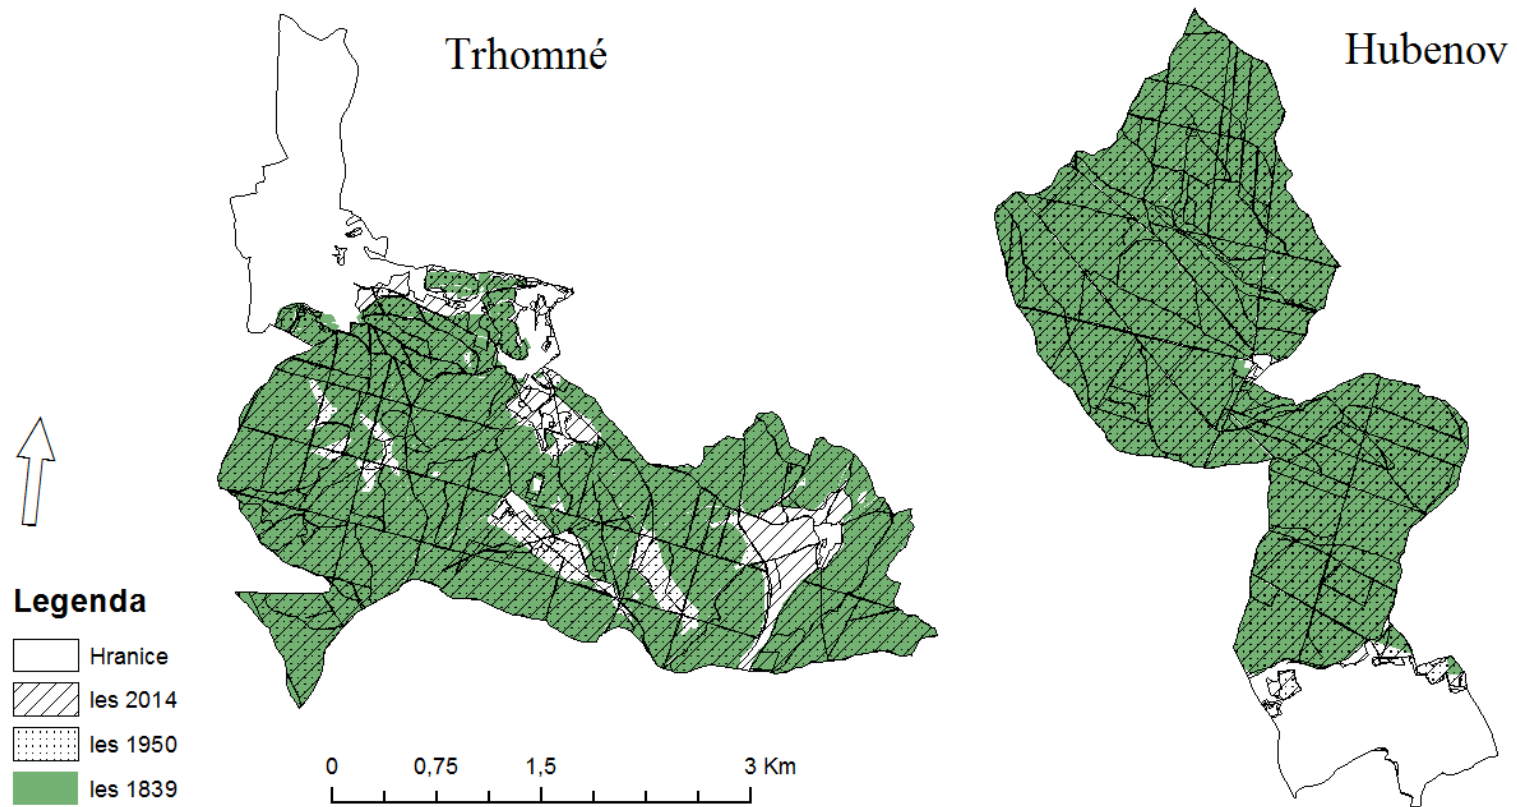 Trhomné
Hubenov
Legenda
Hranice
les 2014
les 1950
les 1839
0 0,75 1,5 3 Km